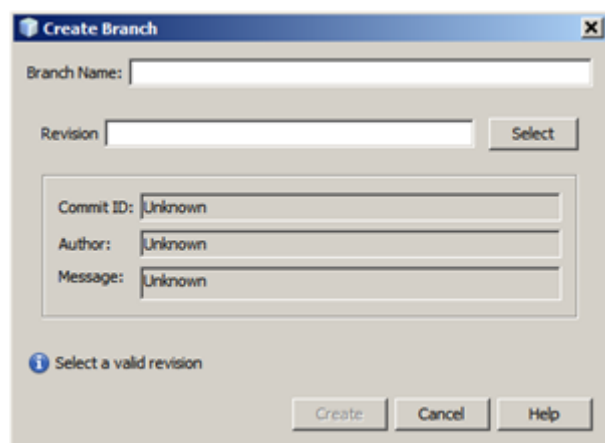 Create Branch
Branch Name:
Revision Select
Commit ID: Unknown
Author: Unknown
Message: Unknown
Select a valid revision
Create Cancel Help